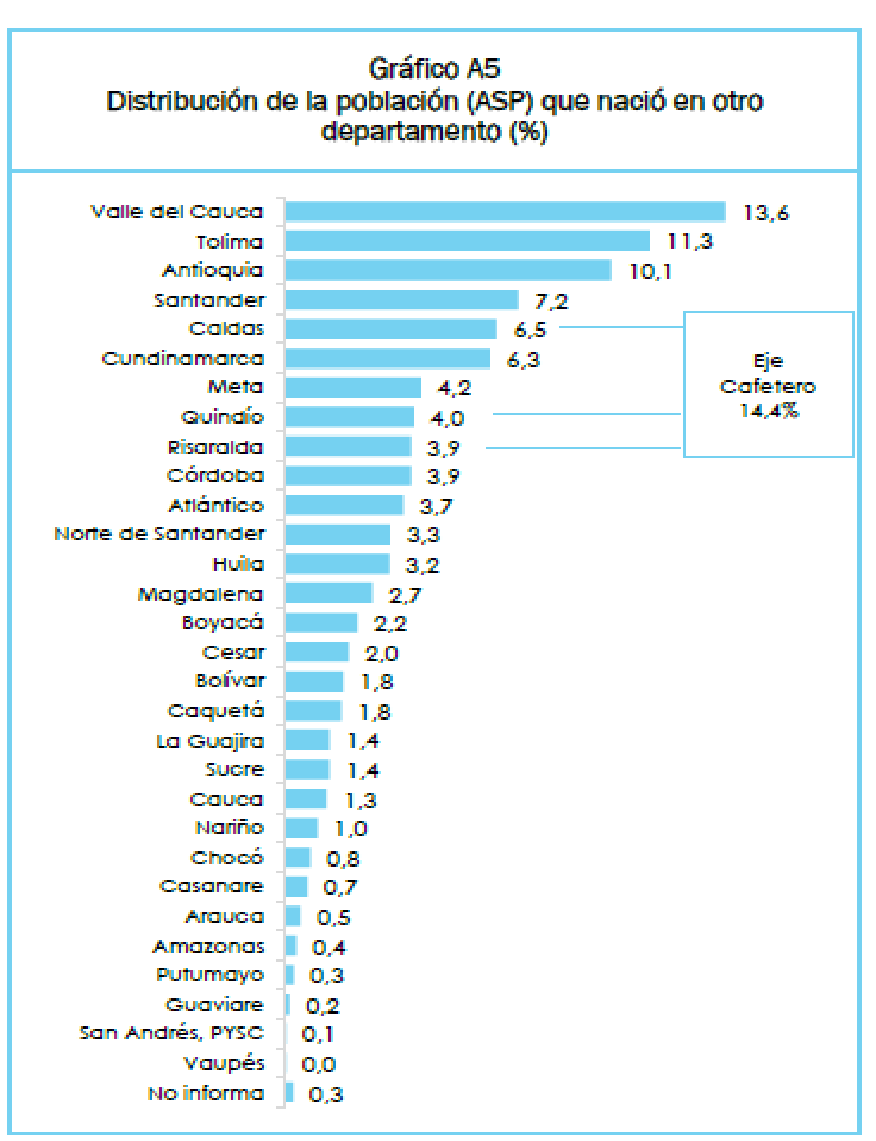 Gráfico A5
Distribución de la población (ASP) que nació en otro
departamento (%)
Valle del Cauca 13,6
Tolima 11,3
Antioquia 10,1
Santander 7,2
Caldas 6,5
Cundinamarca 6,3
Meta 4,2
Quindío 4,0
Risaralda 3,9
Córdoba 3,9
Atlántico 3,7
Norte de Santander 3,3
Huila 3,2
Magdalena 2,7
Boyacá 2,2
Cesar 2,0
Bolívar 1,8
Caquetá 1,8
La Guajira 1,4
Sucre 1,4
Cauca 1,3
Nariño 1,0
Chocó 0,8
Casanare 0,7
Arauca 0,5
Amazonas 0,4
Putumayo 0,3
Guaviare 0,2
San Andrés, PYSC 0,1
Vaupés 0,0
No informa 0,3
Eje
Cafetero
14,4%